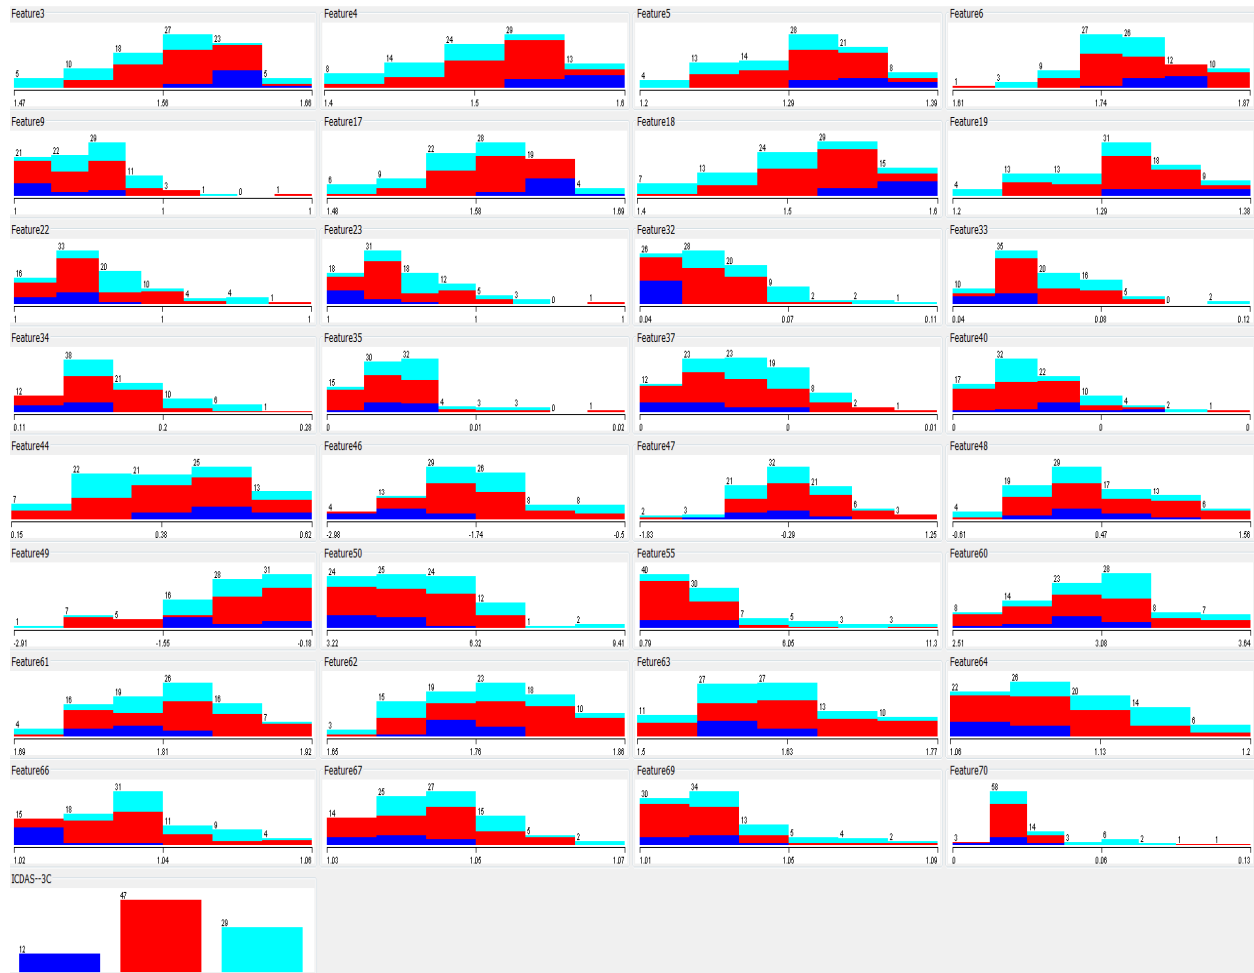 Feature3 Feature4 Feature5 Feature6
5 10 18 27 23 5 8 14 24 29 13 4 13 14 28 21 8 1 3 9 27 26 12 10
1.47 1.56 1.66 1.4 1.5 1.6 1.2 1.29 1.39 1.61 1.74 1.87
Feature9 Feature17 Feature18 Feature19
21 22 29 11 3 1 0 1 6 9 22 28 19 4 7 13 24 29 15 4 13 13 31 18 9
1 1 1 1.48 1.58 1.69 1.4 1.5 1.6 1.2 1.29 1.38
Feature22 Feature23 Feature32 Feature33
16 33 20 10 4 4 1 18 31 18 12 5 3 0 1 26 28 20 9 2 2 1 10 35 20 16 5 0 2
1 1 1 1 1 1 0.04 0.07 0.11 0.04 0.08 0.12
Feature34 Feature35 Feature37 Feature40
12 38 21 10 6 1 15 30 32 4 3 3 0 1 12 23 23 19 8 2 1 17 32 22 10 4 2 1
0.11 0.2 0.28 0 0.01 0.02 0 0 0.01 0 0 0
Feature44 Feature46 Feature47 Feature48
7 22 21 25 13 4 13 29 26 8 8 2 3 21 32 21 6 3 4 19 29 17 13 6
0.15 0.38 0.62 -2.98 -1.74 -0.5 -1.83 -0.29 1.25 -0.61 0.47 1.56
Feature49 Feature50 Feature55 Feature60
1 7 5 16 28 31 24 25 24 12 1 2 40 30 7 5 3 3 8 14 23 28 8 7
-2.91 -1.55 -0.18 3.22 6.32 9.41 0.79 6.05 11.3 2.51 3.08 3.64
Feature61 Feture62 Feture63 Feature64
4 16 19 26 16 7 3 15 19 23 18 10 11 27 27 13 10 22 26 20 14 6
1.69 1.81 1.92 1.65 1.76 1.86 1.5 1.63 1.77 1.06 1.13 1.2
Feature66 Feature67 Feature69 Feature70
15 18 31 11 9 4 14 25 27 15 5 2 30 34 13 5 4 2 3 58 14 3 6 2 1 1
1.02 1.04 1.06 1.03 1.05 1.07 1.01 1.05 1.09 0 0.06 0.13
ICDAS--3C
12 47 29